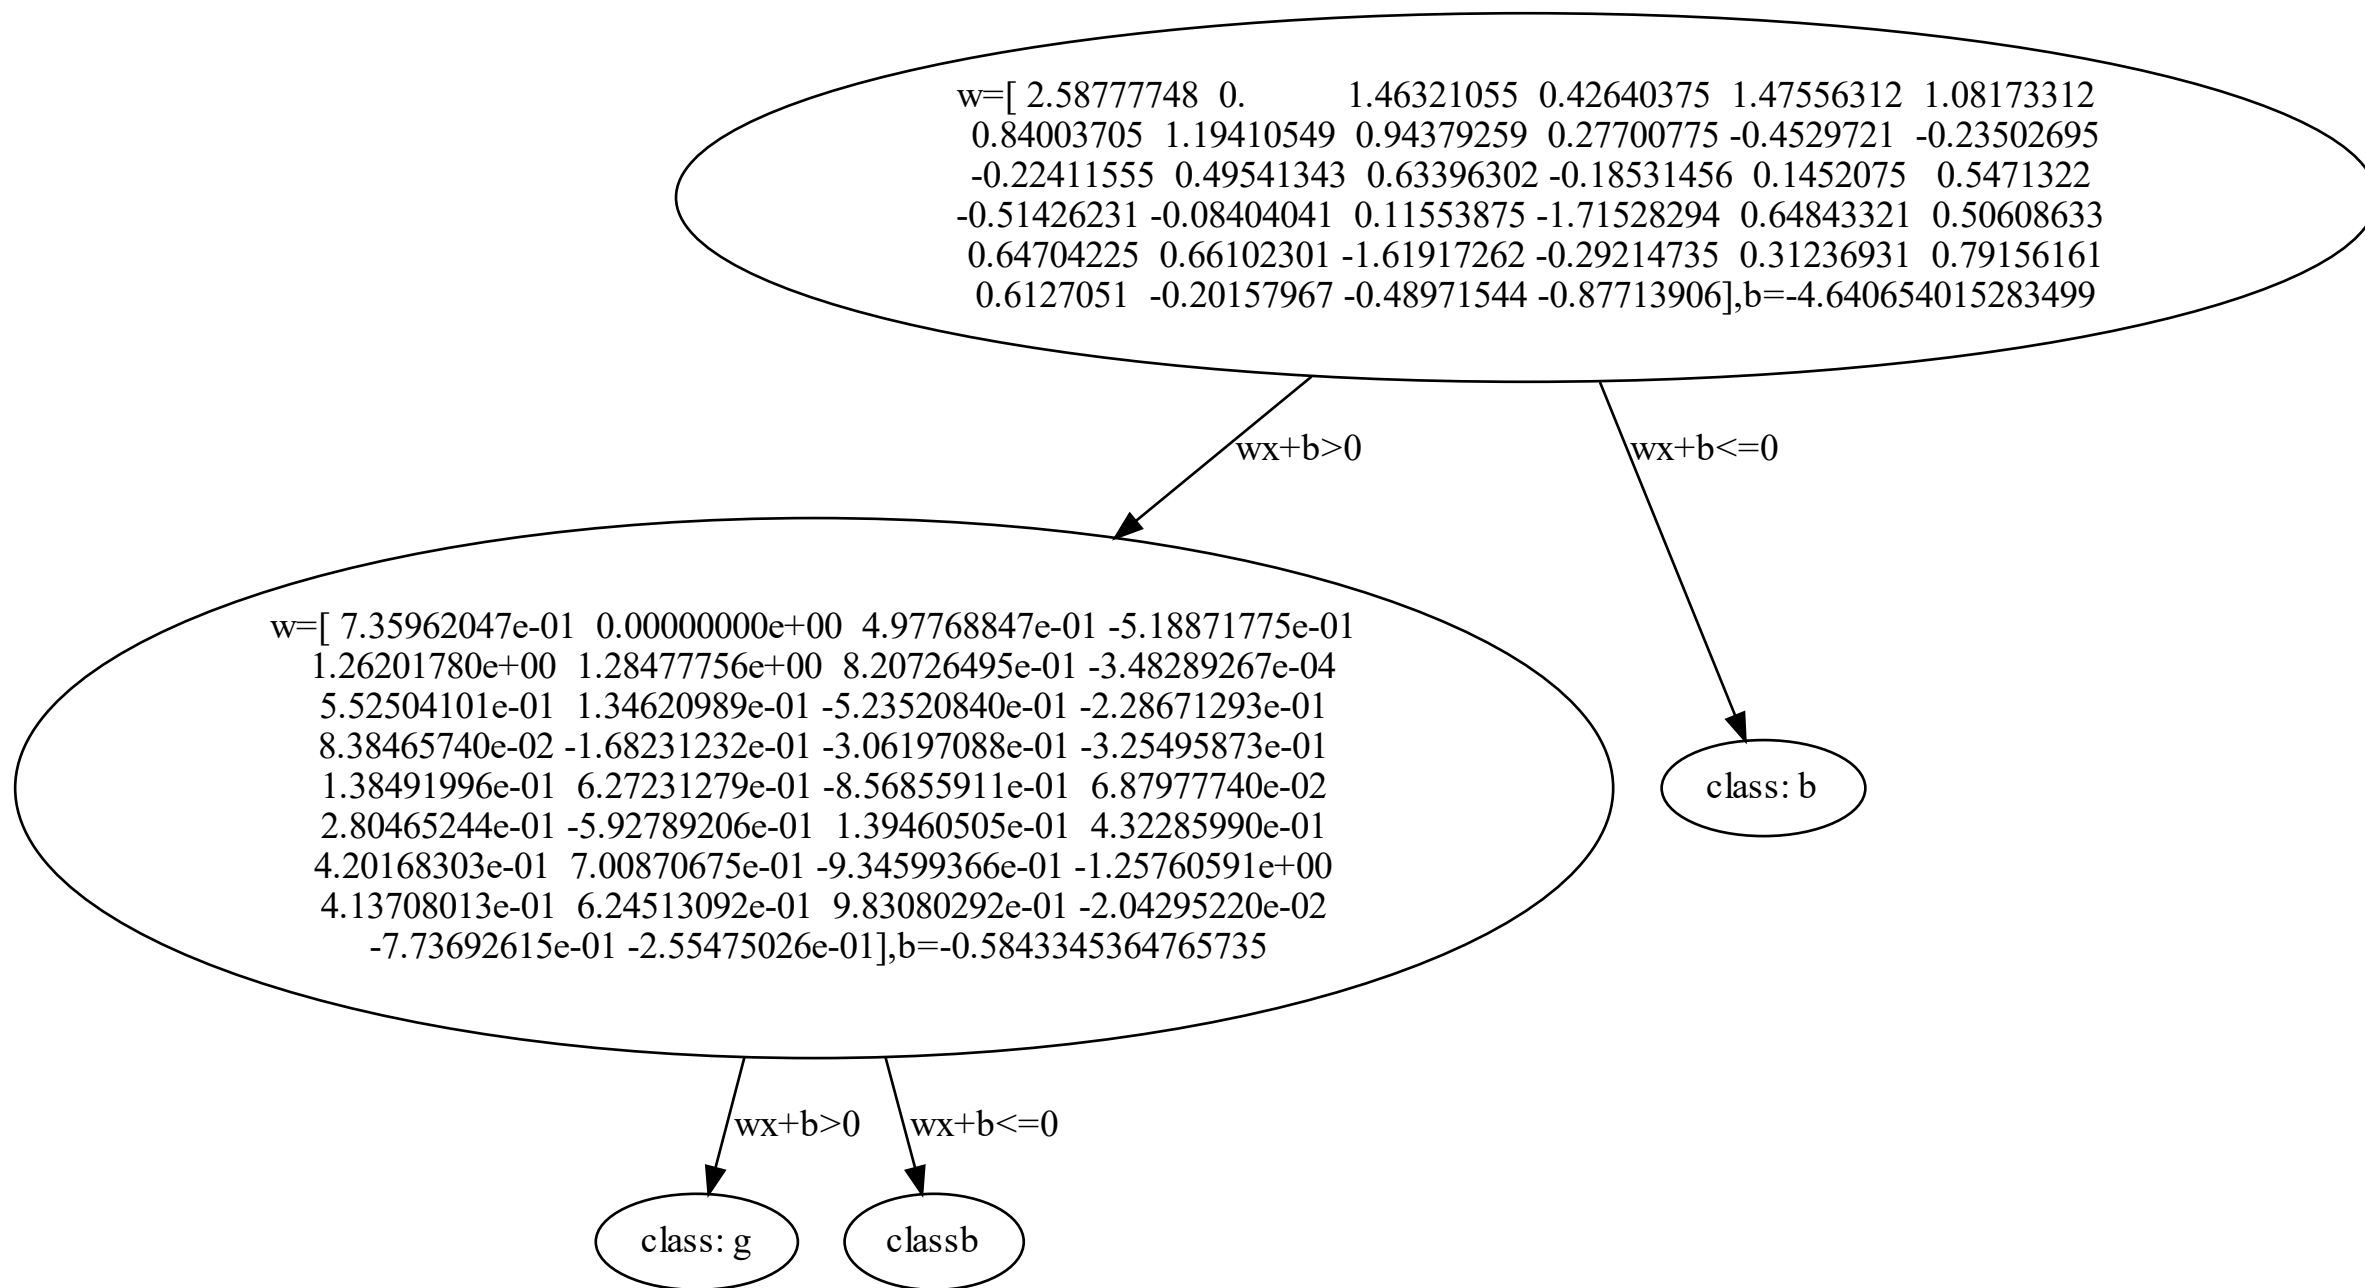 w=[ 2.58777748 0. 1.46321055 0.42640375 1.47556312 1.08173312
0.84003705 1.19410549 0.94379259 0.27700775 -0.4529721 -0.23502695
-0.22411555 0.49541343 0.63396302 -0.18531456 0.1452075 0.5471322
-0.51426231 -0.08404041 0.11553875 -1.71528294 0.64843321 0.50608633
0.64704225 0.66102301 -1.61917262 -0.29214735 0.31236931 0.79156161
0.6127051 -0.20157967 -0.48971544 -0.87713906],b=-4.640654015283499
wx+b>0
wx+b<=0
w=[ 7.35962047e-01 0.00000000e+00 4.97768847e-01 -5.18871775e-01
1.26201780e+00 1.28477756e+00 8.20726495e-01 -3.48289267e-04
5.52504101e-01 1.34620989e-01 -5.23520840e-01 -2.28671293e-01
8.38465740e-02 -1.68231232e-01 -3.06197088e-01 -3.25495873e-01
1.38491996e-01 6.27231279e-01 -8.56855911e-01 6.87977740e-02
2.80465244e-01 -5.92789206e-01 1.39460505e-01 4.32285990e-01
4.20168303e-01 7.00870675e-01 -9.34599366e-01 -1.25760591e+00
4.13708013e-01 6.24513092e-01 9.83080292e-01 -2.04295220e-02
-7.73692615e-01 -2.55475026e-01],b=-0.5843345364765735
class: b
wx+b>0
wx+b<=0
class: g
classb